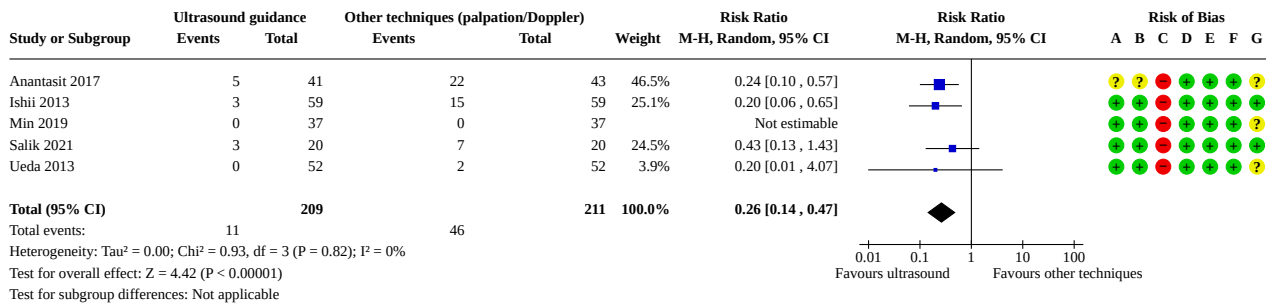 Ultrasound guidance Other techniques (palpation/Doppler) Risk Ratio Risk Ratio Risk of Bias
Study or Subgroup Events Total Events Total Weight M-H, Random, 95% CI M-H, Random, 95% CI A B C D E F G
Anantasit 2017 5 41 22 43 46.5% 0.24 [0.10 , 0.57] ? ? − + + + ?
Ishii 2013 3 59 15 59 25.1% 0.20 [0.06 , 0.65] + + − + + + +
Min 2019 0 37 0 37 Not estimable + + − + + + ?
Salik 2021 3 20 7 20 24.5% 0.43 [0.13 , 1.43] + + − + + + +
Ueda 2013 0 52 2 52 3.9% 0.20 [0.01 , 4.07] + + − + + + ?
Total (95% CI) 209 211 100.0% 0.26 [0.14 , 0.47]
Total events: 11 46
Heterogeneity: Tau² = 0.00; Chi² = 0.93, df = 3 (P = 0.82); I² = 0%
0.01 0.1 1 10 100
Test for overall effect: Z = 4.42 (P < 0.00001)
Favours ultrasound Favours other techniques
Test for subgroup differences: Not applicable